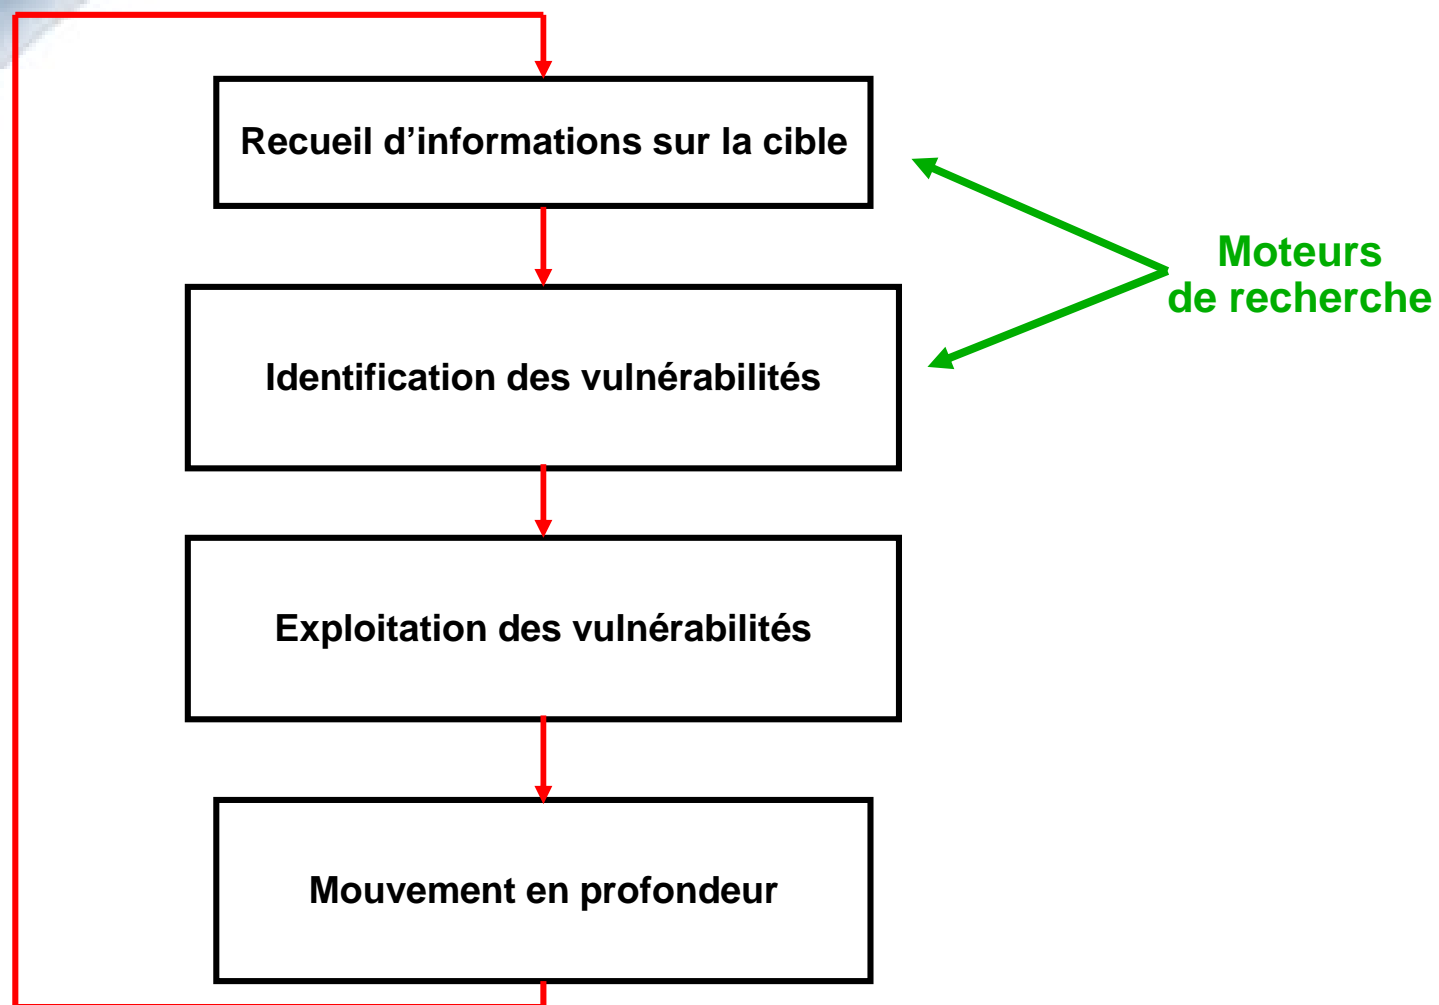 Recueil d’informations sur la cible
Moteurs
de recherche
Identification des vulnérabilités
Exploitation des vulnérabilités
Mouvement en profondeur